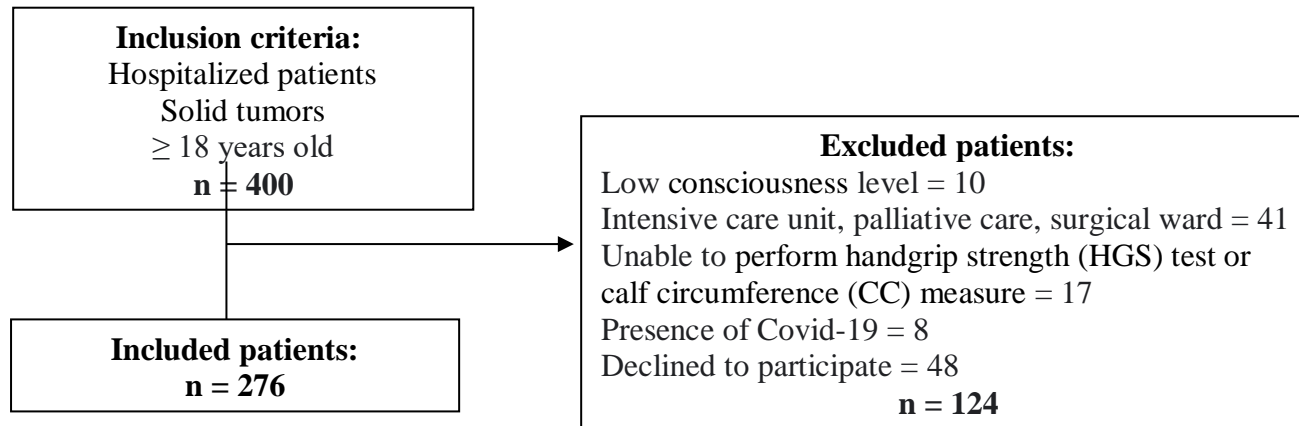 Inclusion criteria:
Hospitalized patients
Solid tumors
≥ 18 years old
n = 400
Excluded patients:
Low consciousness level = 10
Intensive care unit, palliative care, surgical ward = 41
Unable to perform handgrip strength (HGS) test or
calf circumference (CC) measure = 17
Presence of Covid-19 = 8
Declined to participate = 48
n = 124
Included patients:
n = 276